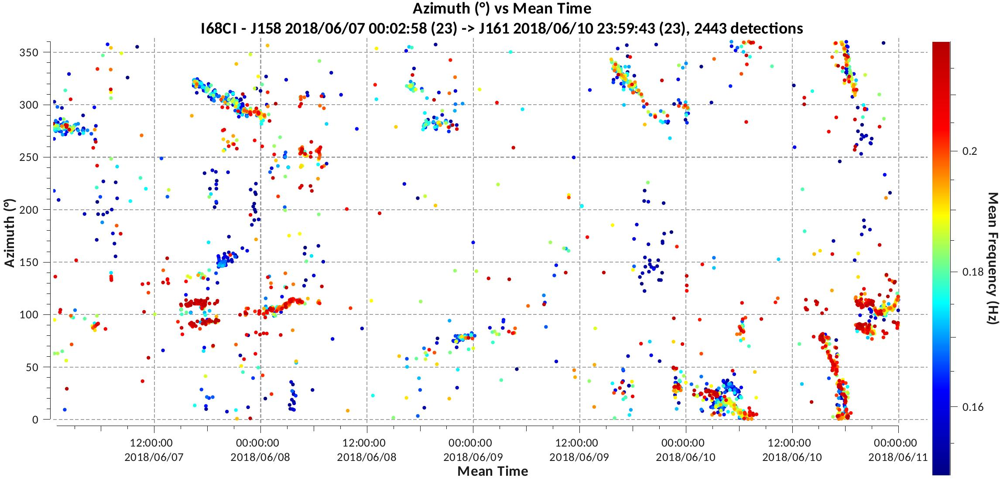 Azimuth (°) vs Mean Time
I68CI - J158 2018/06/07 00:02:58 (23) -> J161 2018/06/10 23:59:43 (23), 2443 detections
350
300
250
200
150
100
50
0
Azimuth (°)
12:00:00 00:00:00 12:00:00 00:00:00 12:00:00 00:00:00 12:00:00 00:00:00
2018/06/07 2018/06/08 2018/06/08 2018/06/09 2018/06/09 2018/06/10 2018/06/10 2018/06/11
Mean Time
0.2
0.18
0.16
Mean Frequency (Hz)